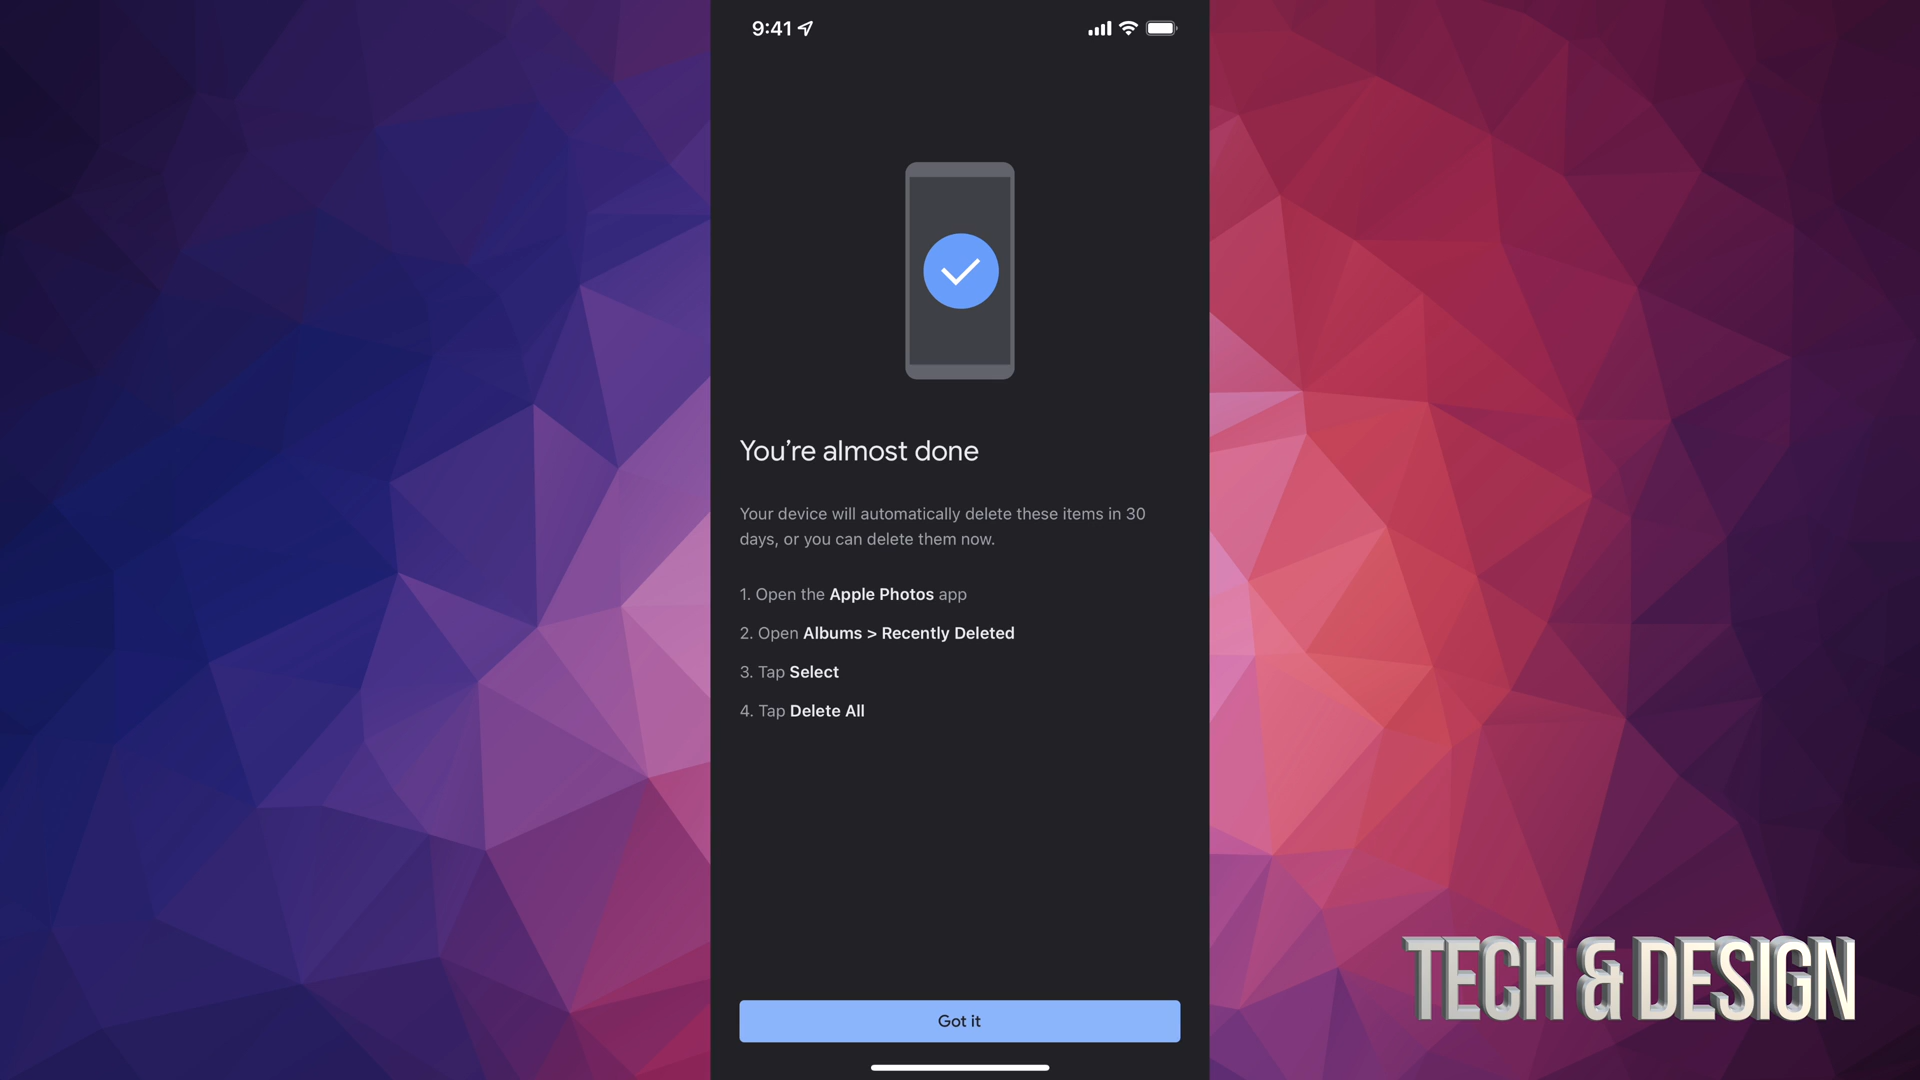 9:41
You’re almost done
Your device will automatically delete these items in 30
days, or you can delete them now.
1. Open the Apple Photos app
2. Open Albums > Recently Deleted
3. Tap Select
4. Tap Delete All
Got it
TECH & DESIGN